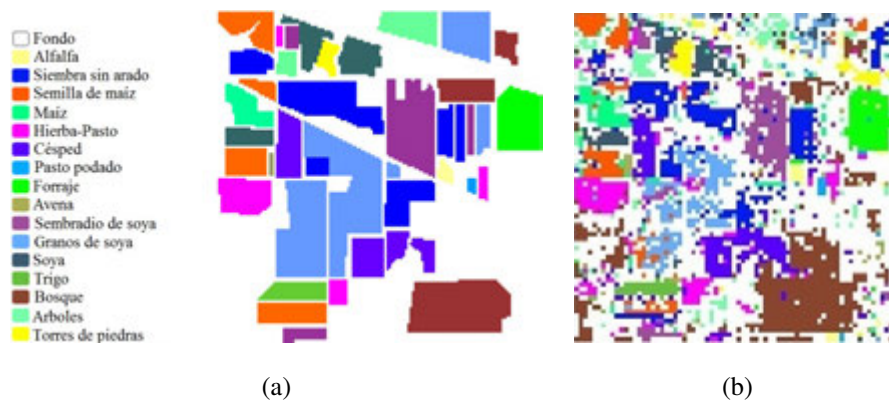 Fondo
Alfalfa
Siembra sin arado
Semilla de maíz
Maíz
Hierba-Pasto
Césped
Pasto podado
Forraje
Avena
Sembradio de soya
Granos de soya
Soya
Trigo
Bosque
Arboles
Torres de piedras
(a) (b)